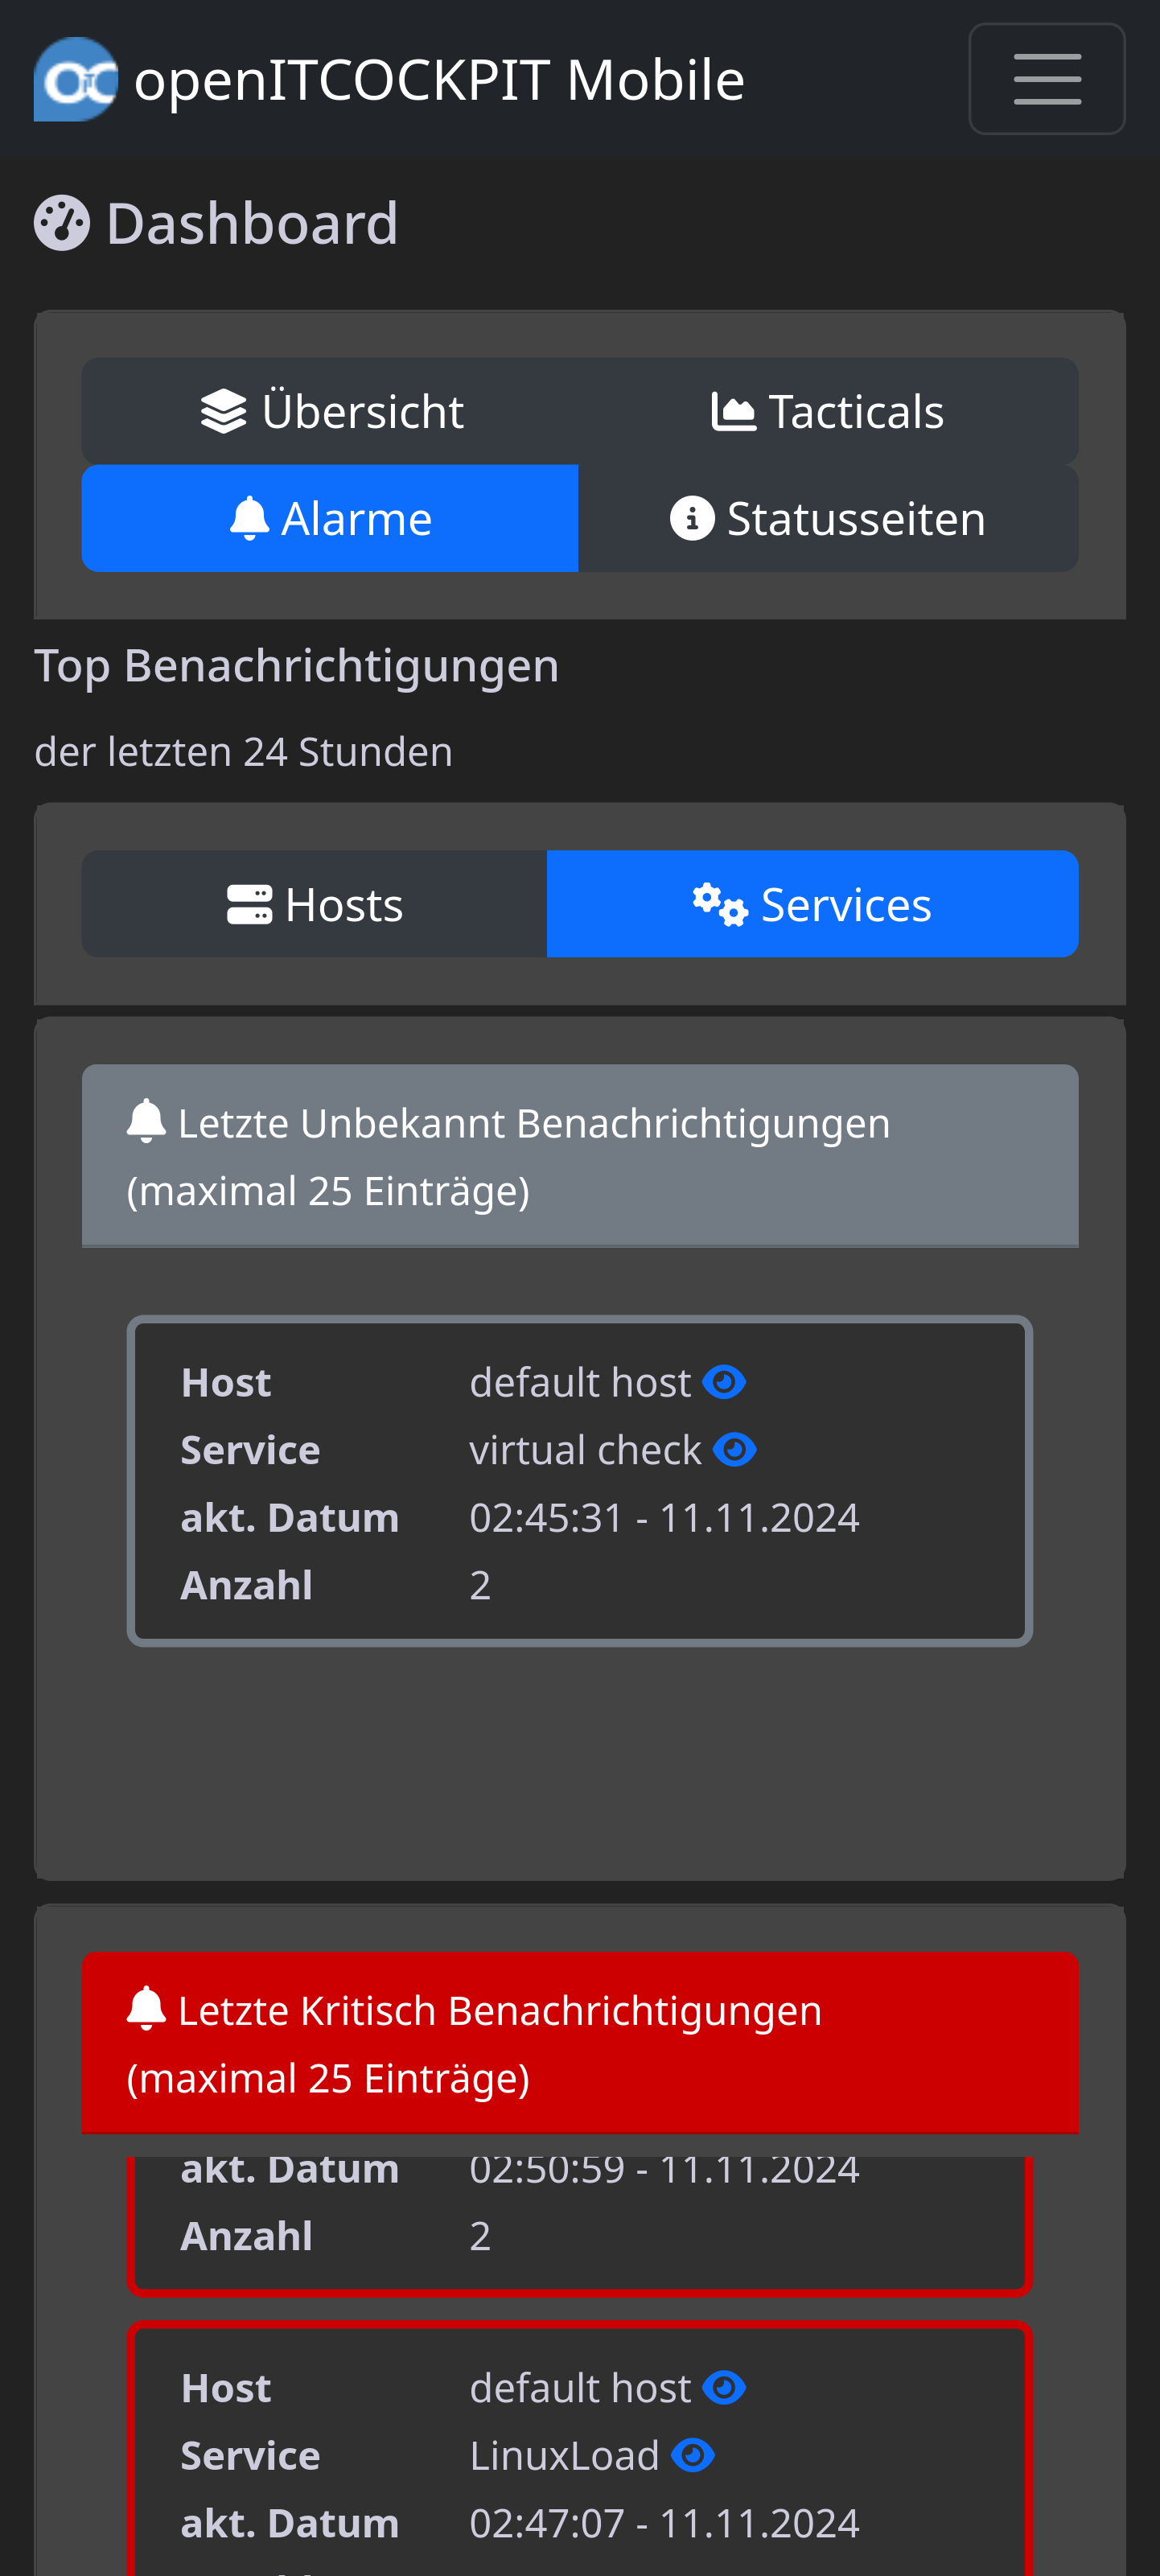 openITCOCKPIT Mobile
Dashboard
Übersicht
Tacticals
Alarme
Statusseiten
Top Benachrichtigungen
der letzten 24 Stunden
Hosts
Services
Letzte Unbekannt Benachrichtigungen
(maximal 25 Einträge)
Host default host
Service virtual check
akt. Datum 02:45:31 - 11.11.2024
Anzahl 2
Letzte Kritisch Benachrichtigungen
(maximal 25 Einträge)
akt. Datum 02:50:59 - 11.11.2024
Anzahl 2
Host default host
Service LinuxLoad
akt. Datum 02:47:07 - 11.11.2024